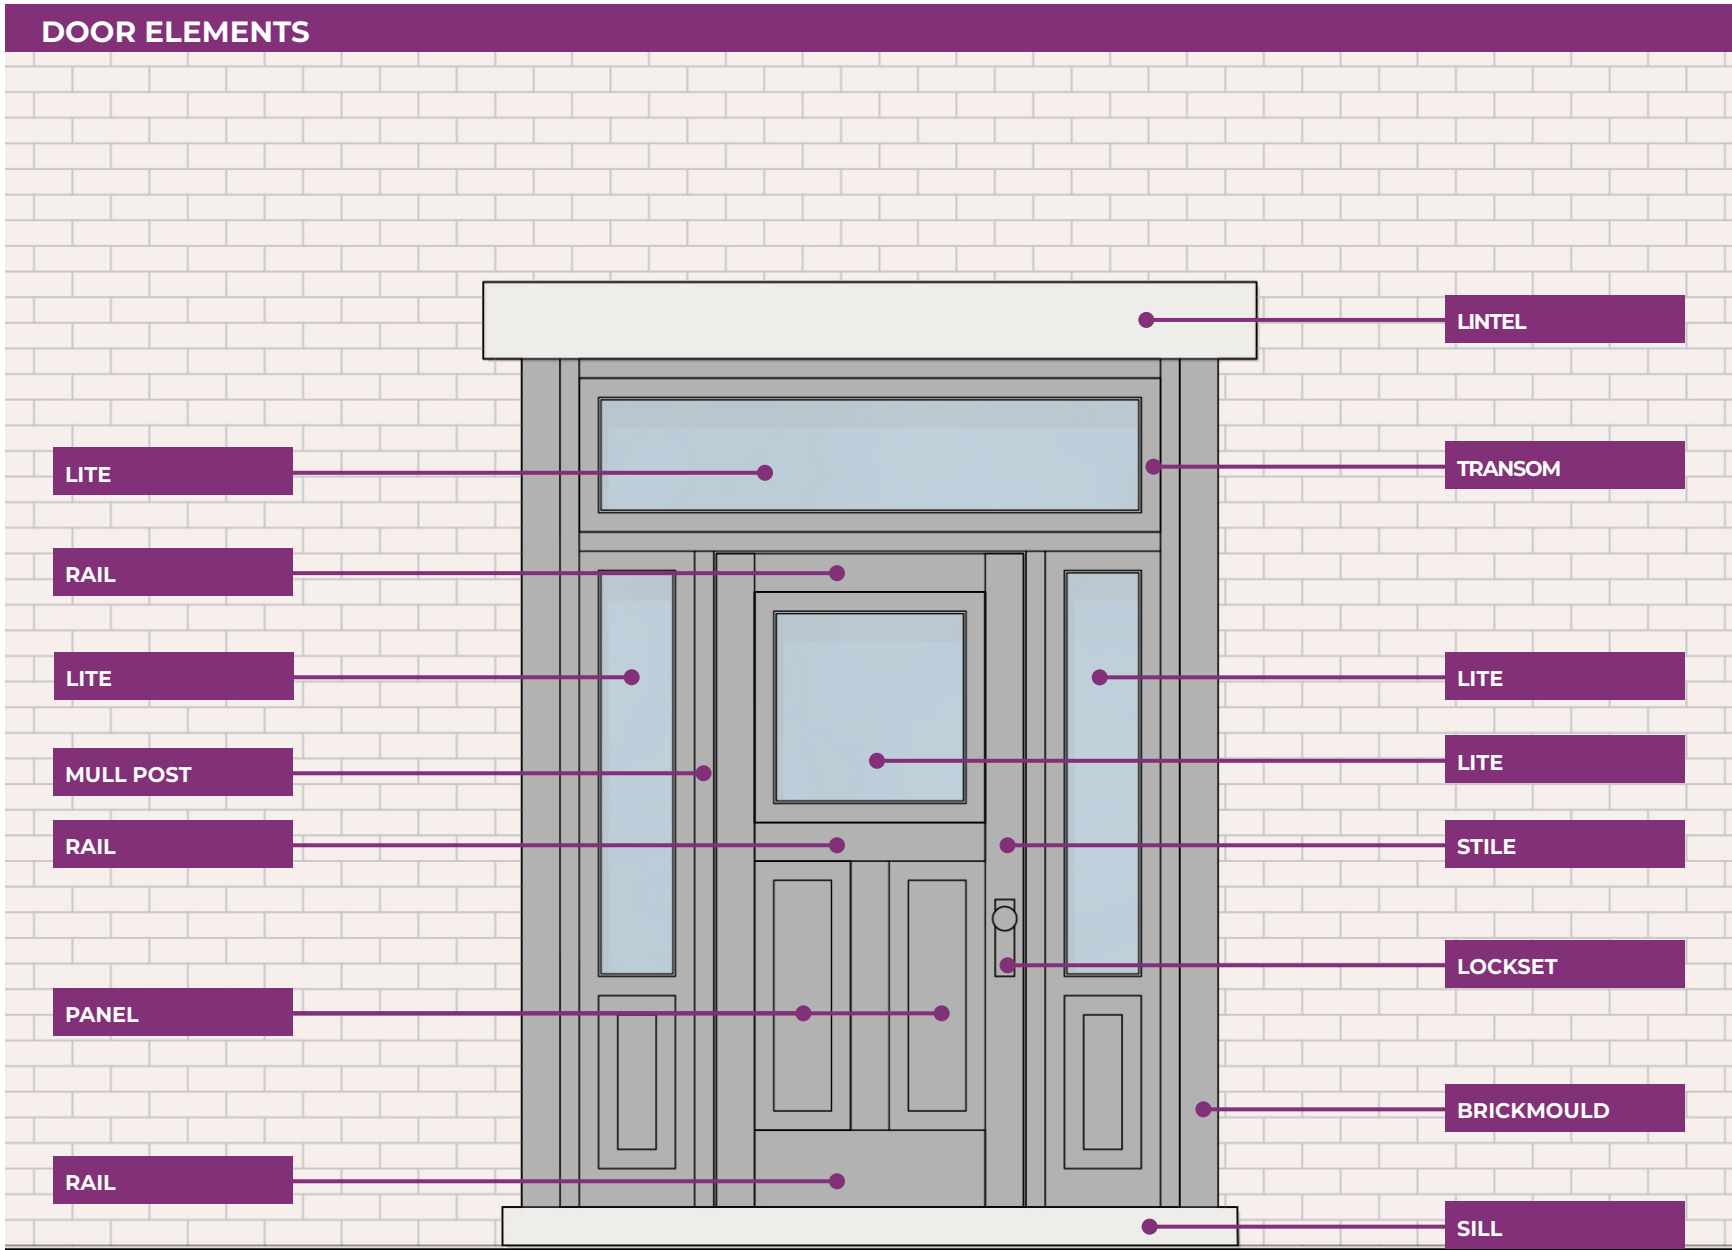 DOOR ELEMENTS
LINTEL
LITE
TRANSOM
RAIL
LITE
LITE
MULL POST
LITE
RAIL
STILE
LOCKSET
PANEL
BRICKMOULD
RAIL
SILL